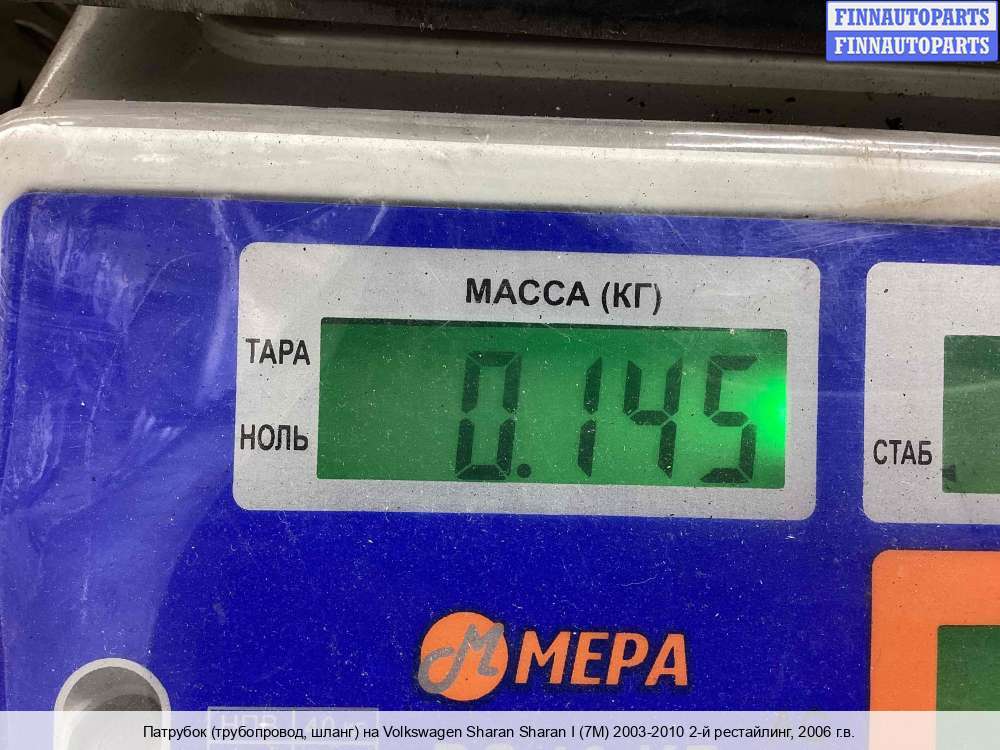 FINNAUTOPARTS
FINNAUTOPARTS
МАССА (КГ)
ТАРА
НОЛЬ
0.145
СТАБ
МЕРА
Патрубок (трубопровод, шланг) на Volkswagen Sharan Sharan I (7M) 2003-2010 2-й рестайлинг, 2006 г.в.